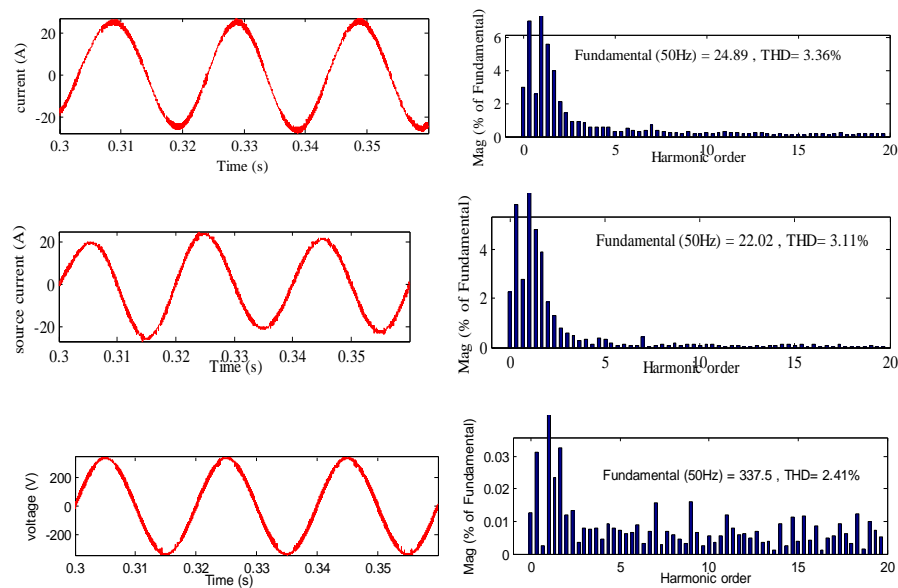 current (A)
20
0
-20
0.3 0.31 0.32 0.33 0.34 0.35
Time (s)
Mag (% of Fundamental)
6
4
2
0
Fundamental (50Hz) = 24.89 , THD= 3.36%
0 5 10 15 20
Harmonic order
source current (A)
20
0
-20
0.3 0.31 0.32 0.33 0.34 0.35
Time (s)
Mag (% of Fundamental)
4
2
0
Fundamental (50Hz) = 22.02 , THD= 3.11%
0 5 10 15 20
Harmonic order
voltage (V)
200
0
-200
0.3 0.31 0.32 0.33 0.34 0.35
Time (s)
Mag (% of Fundamental)
0.03
0.02
0.01
0
Fundamental (50Hz) = 337.5 , THD= 2.41%
0 5 10 15 20
Harmonic order